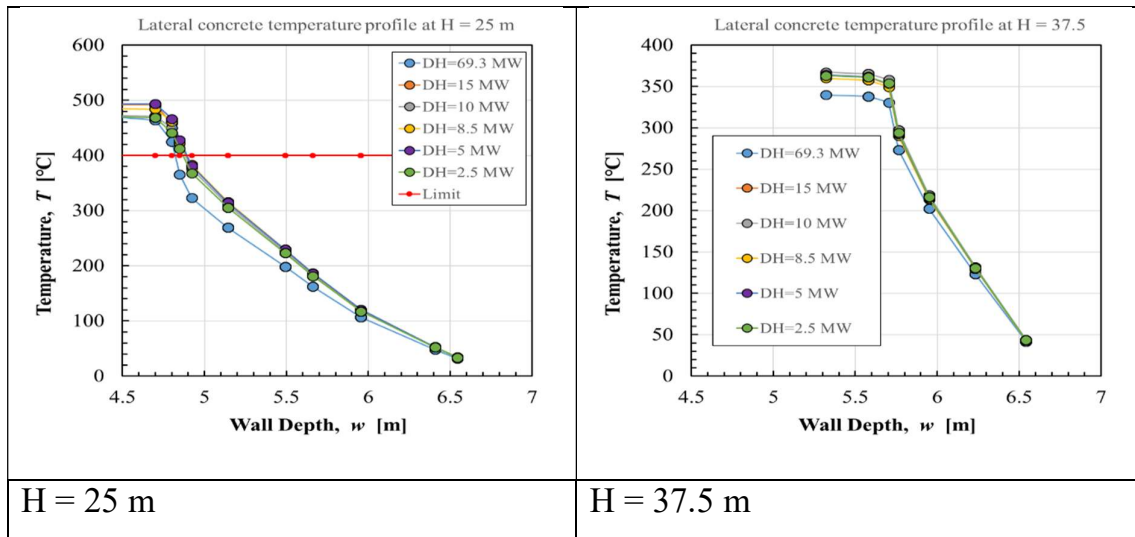 Lateral concrete temperature profile at H = 25 m
600
500
400
300
200
100
0
4.5 5 5.5 6 6.5 7
Temperature, T [°C]
Wall Depth, w [m]
DH=69.3 MW
DH=15 MW
DH=10 MW
DH=8.5 MW
DH=5 MW
DH=2.5 MW
Limit
Lateral concrete temperature profile at H = 37.5
400
350
300
250
200
150
100
50
0
4.5 5 5.5 6 6.5 7
Temperature, T [°C]
Wall Depth, w [m]
DH=69.3 MW
DH=15 MW
DH=10 MW
DH=8.5 MW
DH=5 MW
DH=2.5 MW
H = 25 m
H = 37.5 m